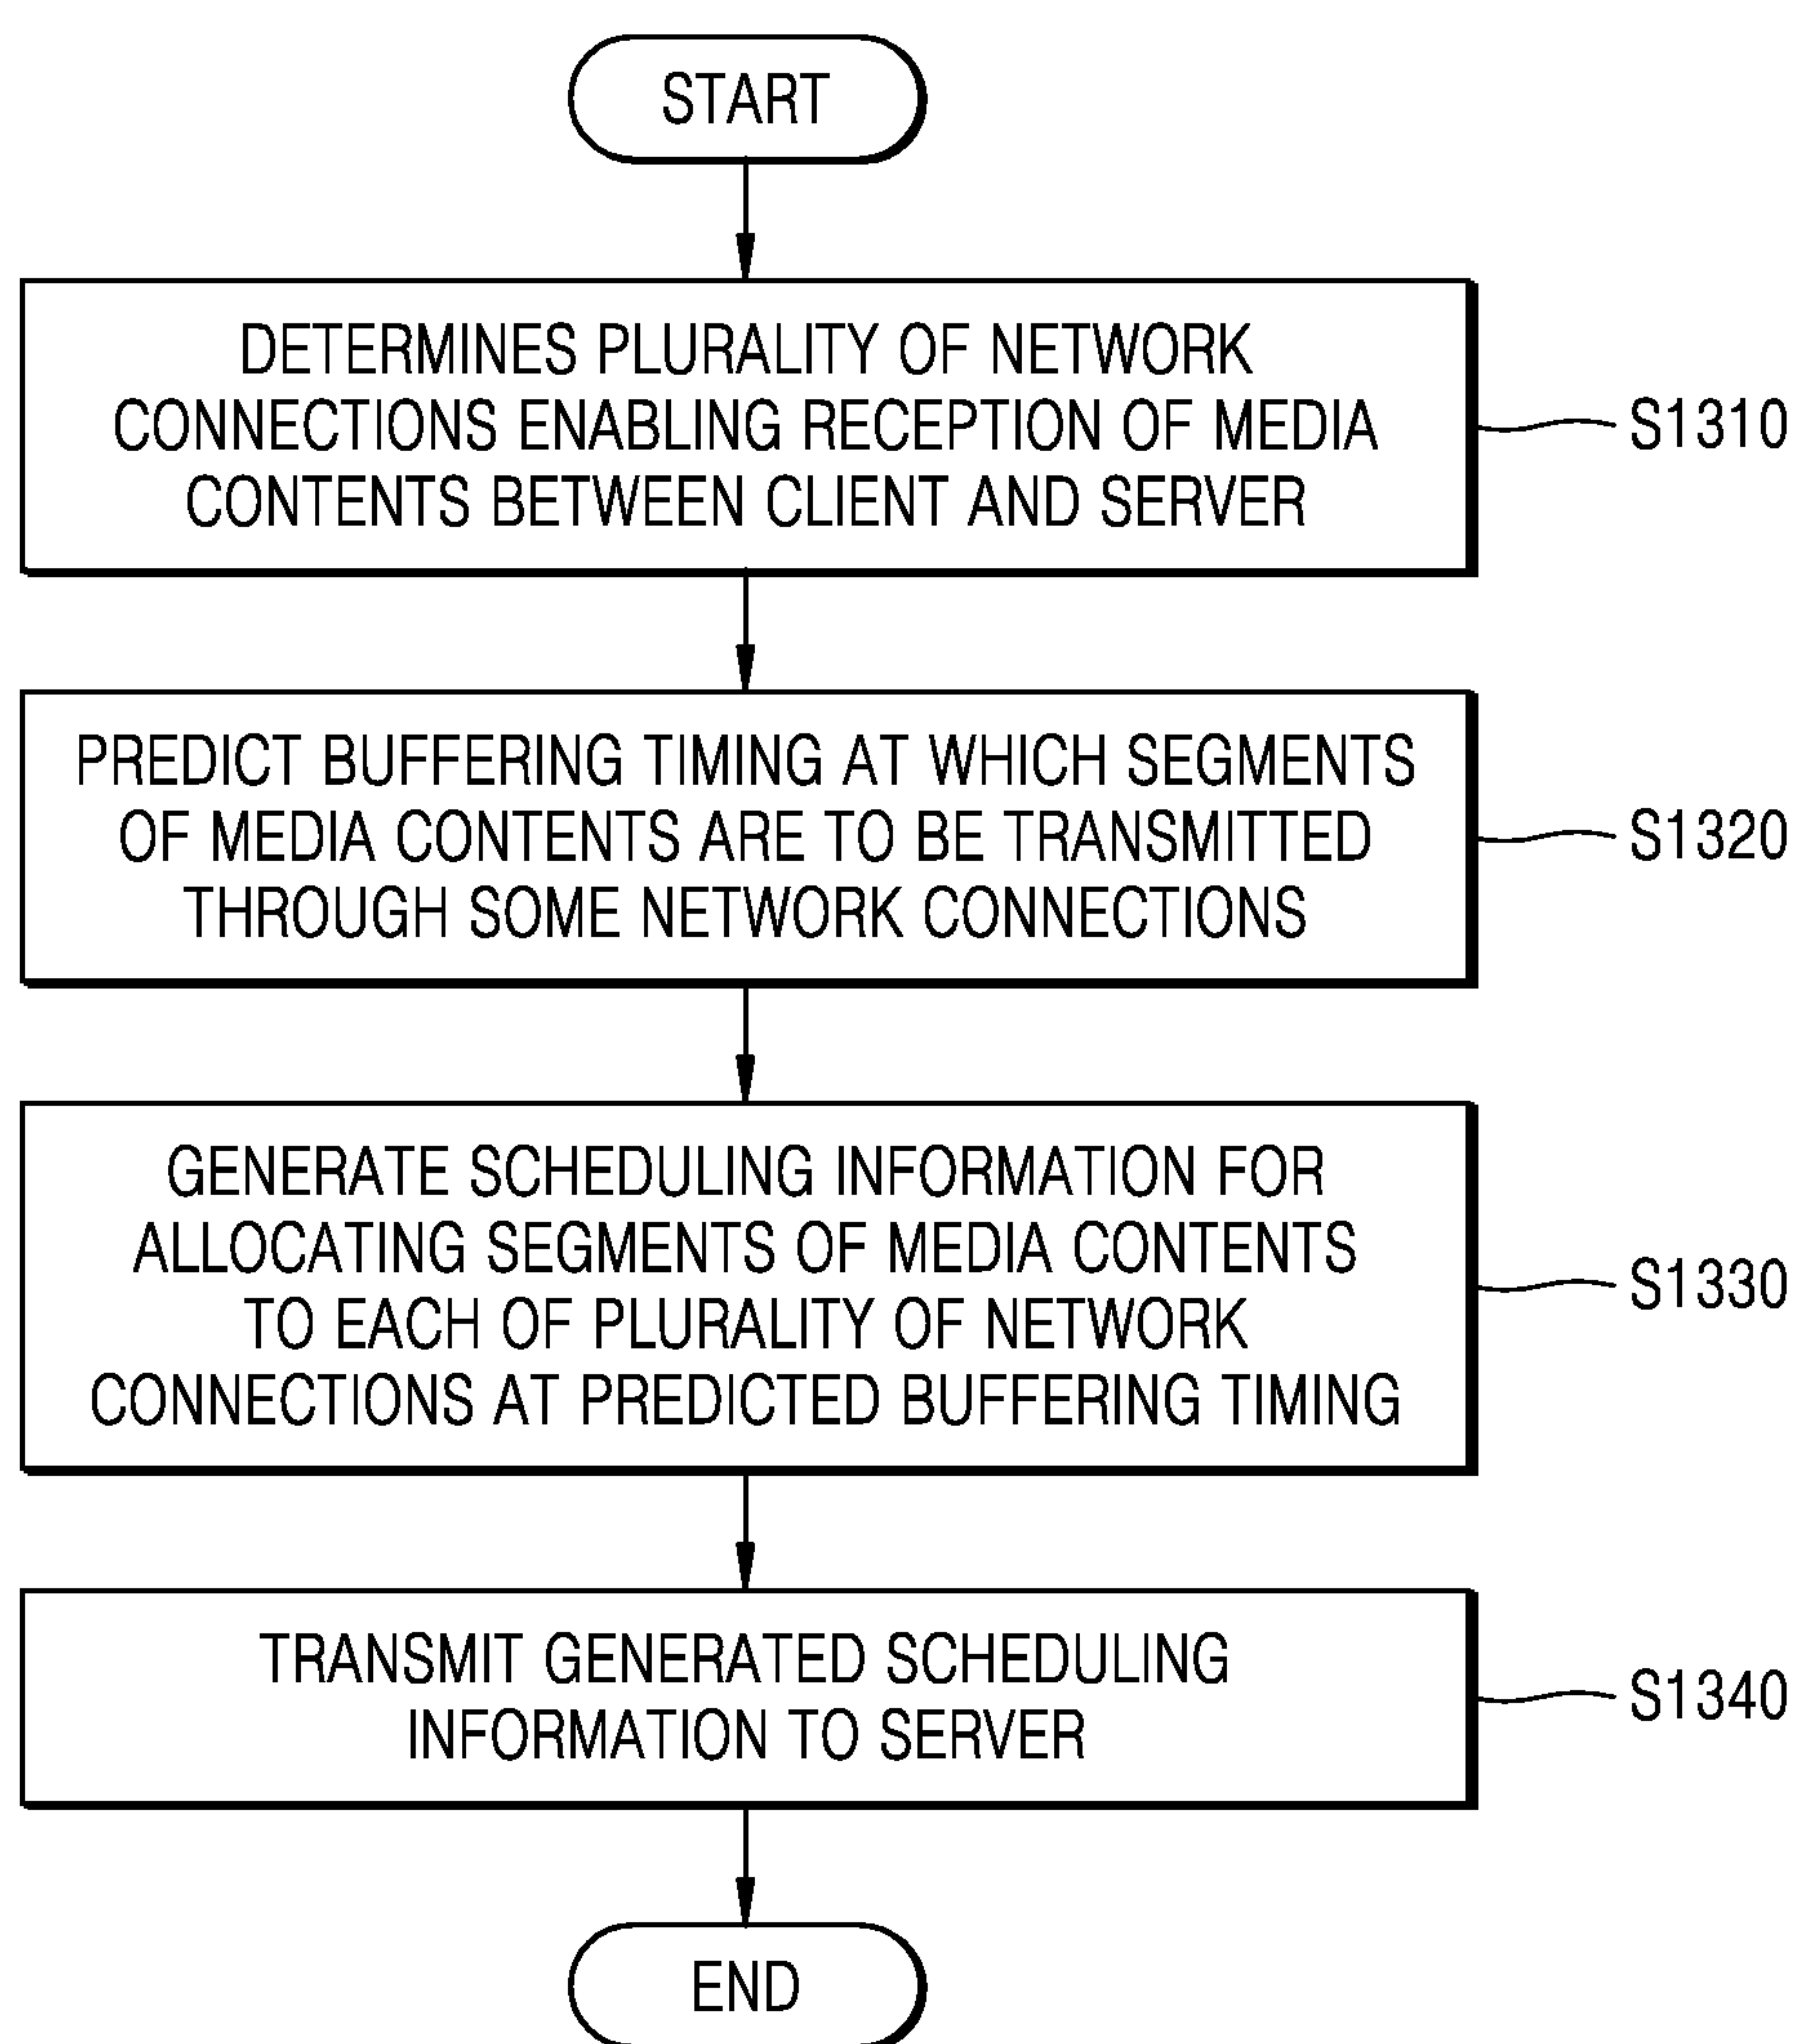 START
DETERMINES PLURALITY OF NETWORK
CONNECTIONS ENABLING RECEPTION OF MEDIA
CONTENTS BETWEEN CLIENT AND SERVER
S1310
PREDICT BUFFERING TIMING AT WHICH SEGMENTS
OF MEDIA CONTENTS ARE TO BE TRANSMITTED
THROUGH SOME NETWORK CONNECTIONS
S1320
GENERATE SCHEDULING INFORMATION FOR
ALLOCATING SEGMENTS OF MEDIA CONTENTS
TO EACH OF PLURALITY OF NETWORK
CONNECTIONS AT PREDICTED BUFFERING TIMING
S1330
TRANSMIT GENERATED SCHEDULING
INFORMATION TO SERVER
S1340
END